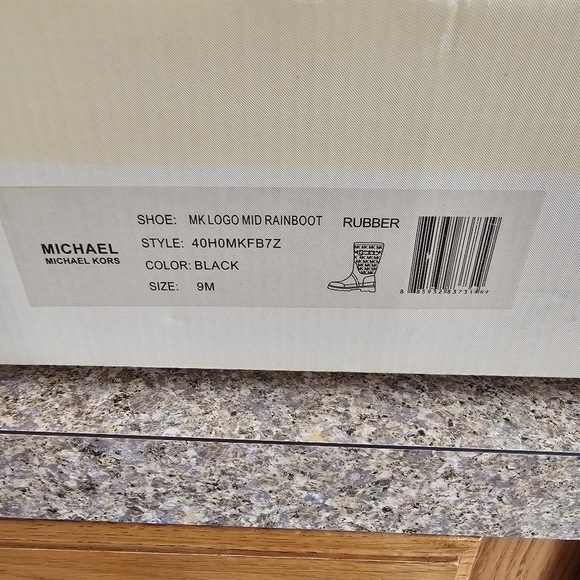 MICHAEL
MICHAEL KORS
SHOE: MK LOGO MID RAINBOOT RUBBER
STYLE: 40H0MKFB7Z
COLOR: BLACK
SIZE: 9M